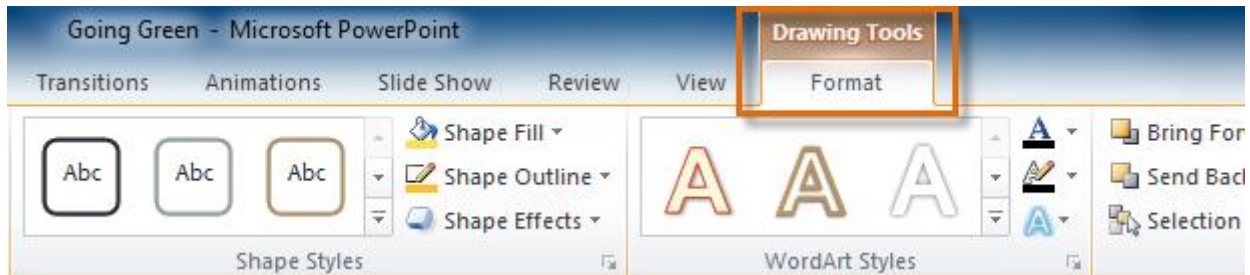 Going Green - Microsoft PowerPoint
Drawing Tools
Transitions Animations Slide Show Review View Format
Abc Abc Abc
Shape Fill
Shape Outline
Shape Effects
Shape Styles
A A A
A
A
A
WordArt Styles
Bring For
Send Bac
Selection